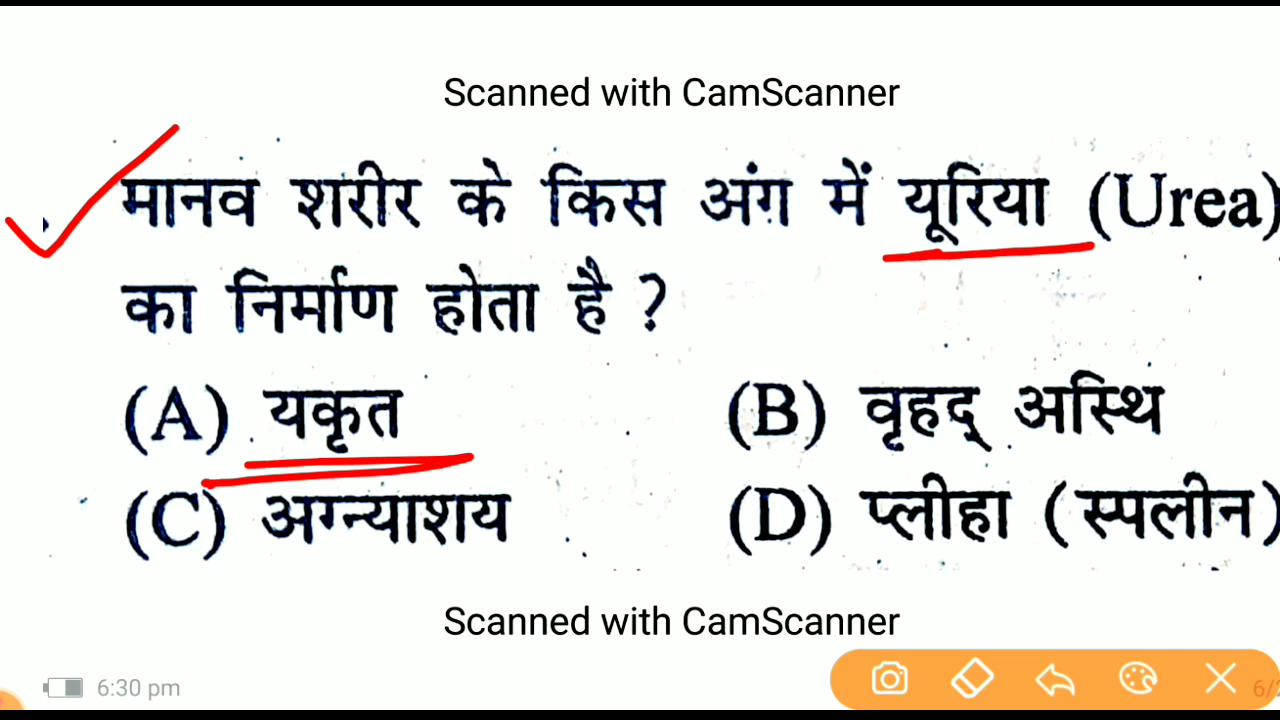 Scanned with CamScanner
मानव शरीर के किस अंग में यूरिया (Urea)
का निर्माण होता है ?
(A) यकृत (B) वृहद् अस्थि
(C) अग्न्याशय (D) प्लीहा (स्पलीन)
Scanned with CamScanner
6:30 pm